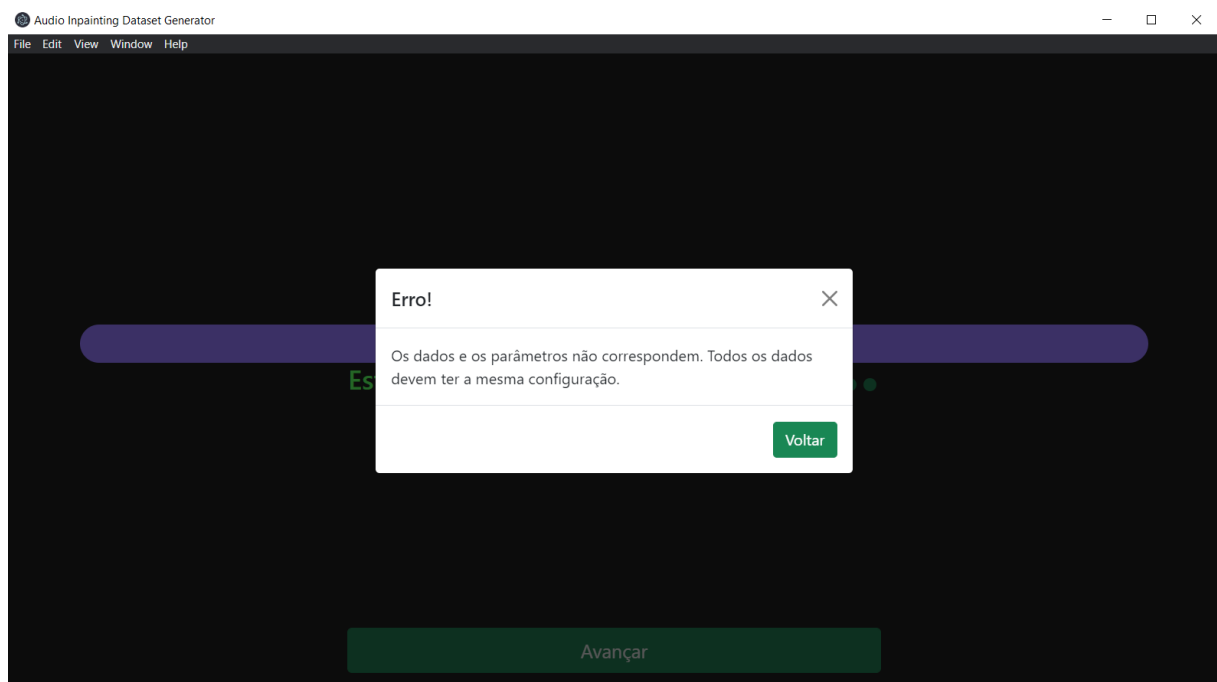 Audio Inpainting Dataset Generator
File Edit View Window Help
Erro!
Os dados e os parâmetros não correspondem. Todos os dados
devem ter a mesma configuração.
Voltar
Avançar